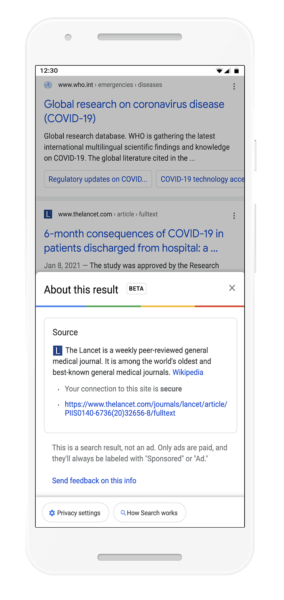 12:30
www.who.int › emergencies › diseases
Global research on coronavirus disease
(COVID-19)
Global research database. WHO is gathering the latest
international multilingual scientific findings and knowledge
on COVID-19. The global literature cited in the ...
Regulatory updates on COVID...
COVID-19 technology acce
L www.thelancet.com › article › fulltext
6-month consequences of COVID-19 in
patients discharged from hospital: a ...
Jan 8, 2021 — The study was approved by the Research
About this result BETA
Source
L The Lancet is a weekly peer-reviewed general
medical journal. It is among the world's oldest and
best-known general medical journals. Wikipedia
- Your connection to this site is secure
- https://www.thelancet.com/journals/lancet/article/
PIIS0140-6736(20)32656-8/fulltext
This is a search result, not an ad. Only ads are paid, and
they'll always be labeled with "Sponsored" or "Ad."
Send feedback on this info
Privacy settings
How Search works